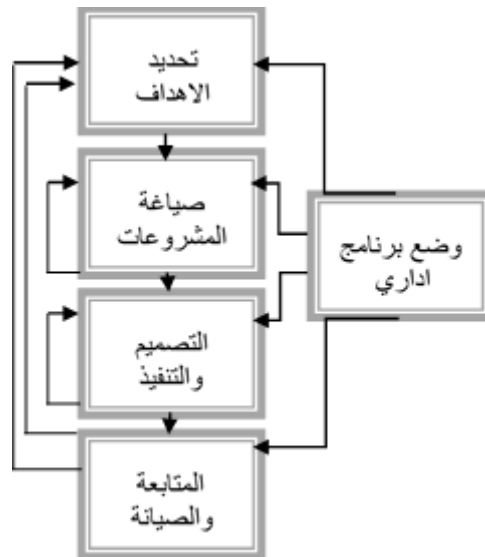 تحديد
الاهداف
صياغة
المشروعات
وضع برنامج
اداري
التصميم
والتنفيذ
المتابعة
والصيانة